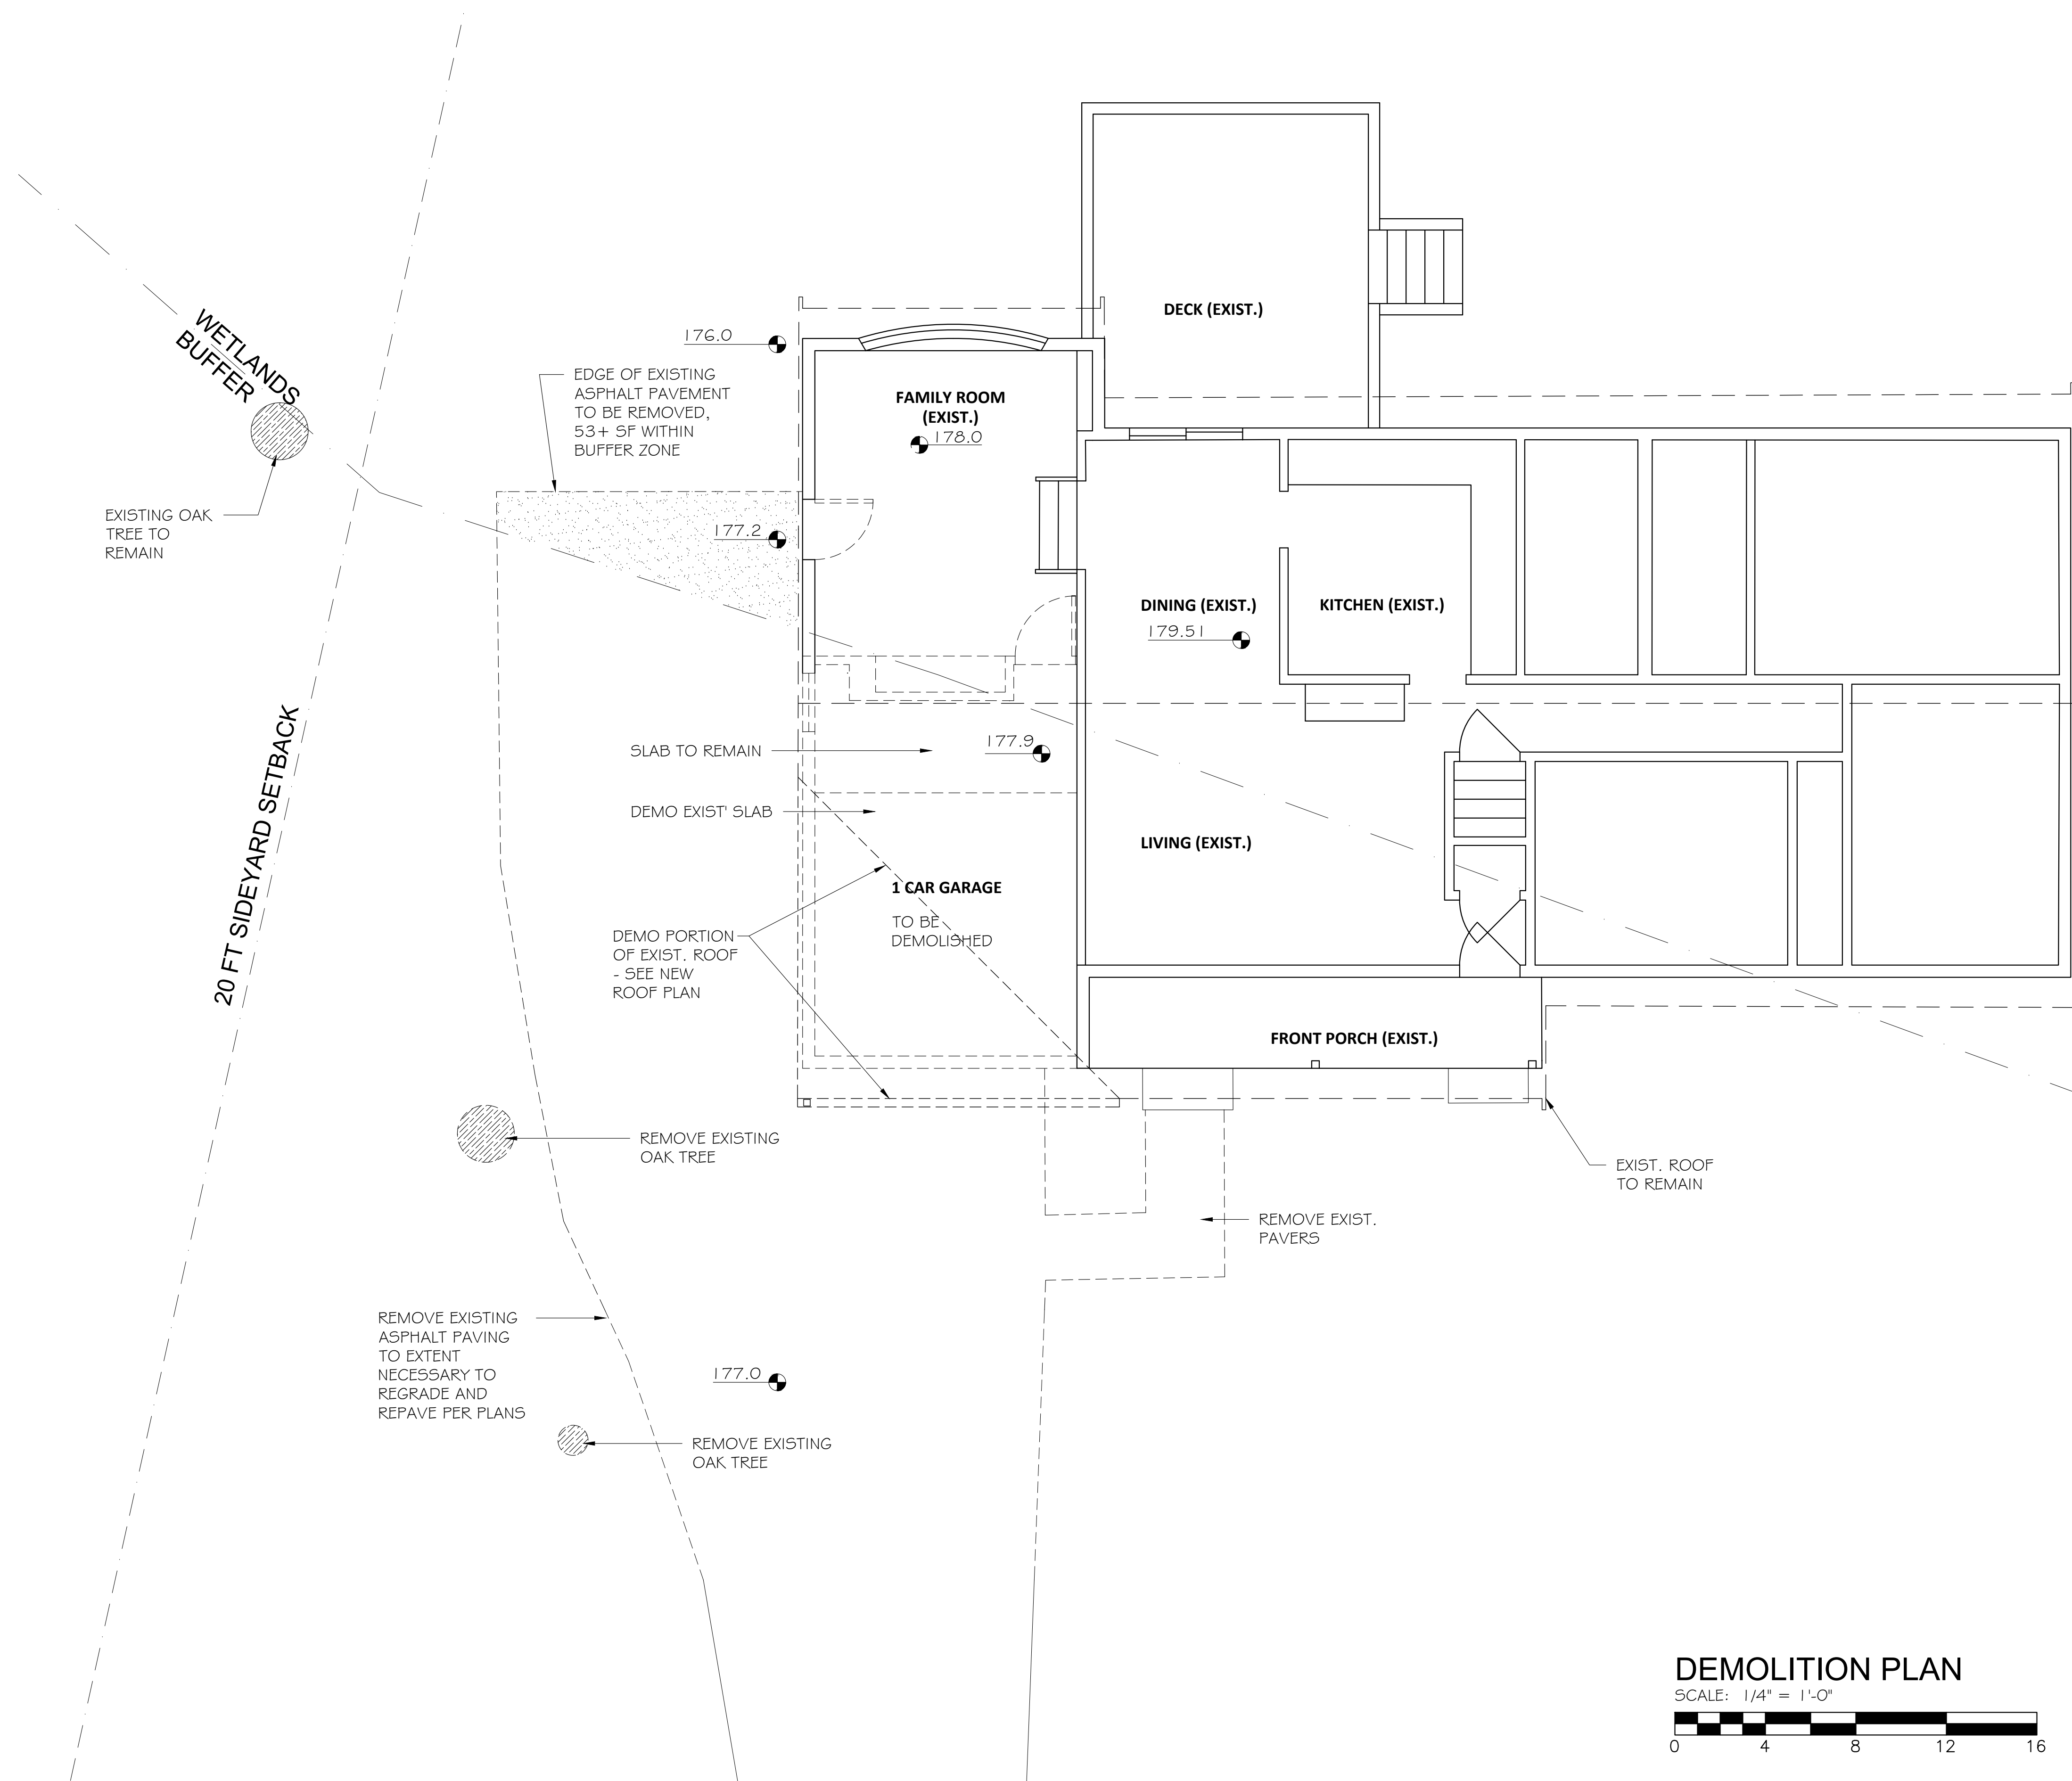 DECK (EXIST.)
WETLANDS
BUFFER
176.0
EDGE OF EXISTING
ASPHALT PAVEMENT
TO BE REMOVED,
53+ SF WITHIN
BUFFER ZONE
FAMILY ROOM
(EXIST.)
178.0
EXISTING OAK
TREE TO
REMAIN
177.2
DINING (EXIST.)
179.51
KITCHEN (EXIST.)
20 FT SIDEYARD SETBACK
SLAB TO REMAIN
177.9
DEMO EXIST' SLAB
LIVING (EXIST.)
1 CAR GARAGE
TO BE
DEMOLISHED
DEMO PORTION
OF EXIST. ROOF
- SEE NEW
ROOF PLAN
FRONT PORCH (EXIST.)
REMOVE EXISTING
OAK TREE
EXIST. ROOF
TO REMAIN
REMOVE EXIST.
PAVERS
REMOVE EXISTING
ASPHALT PAVING
TO EXTENT
NECESSARY TO
REGRADE AND
REPAVE PER PLANS
177.0
REMOVE EXISTING
OAK TREE
DEMOLITION PLAN
SCALE: 1/4" = 1'-0"
0 4 8 12 16